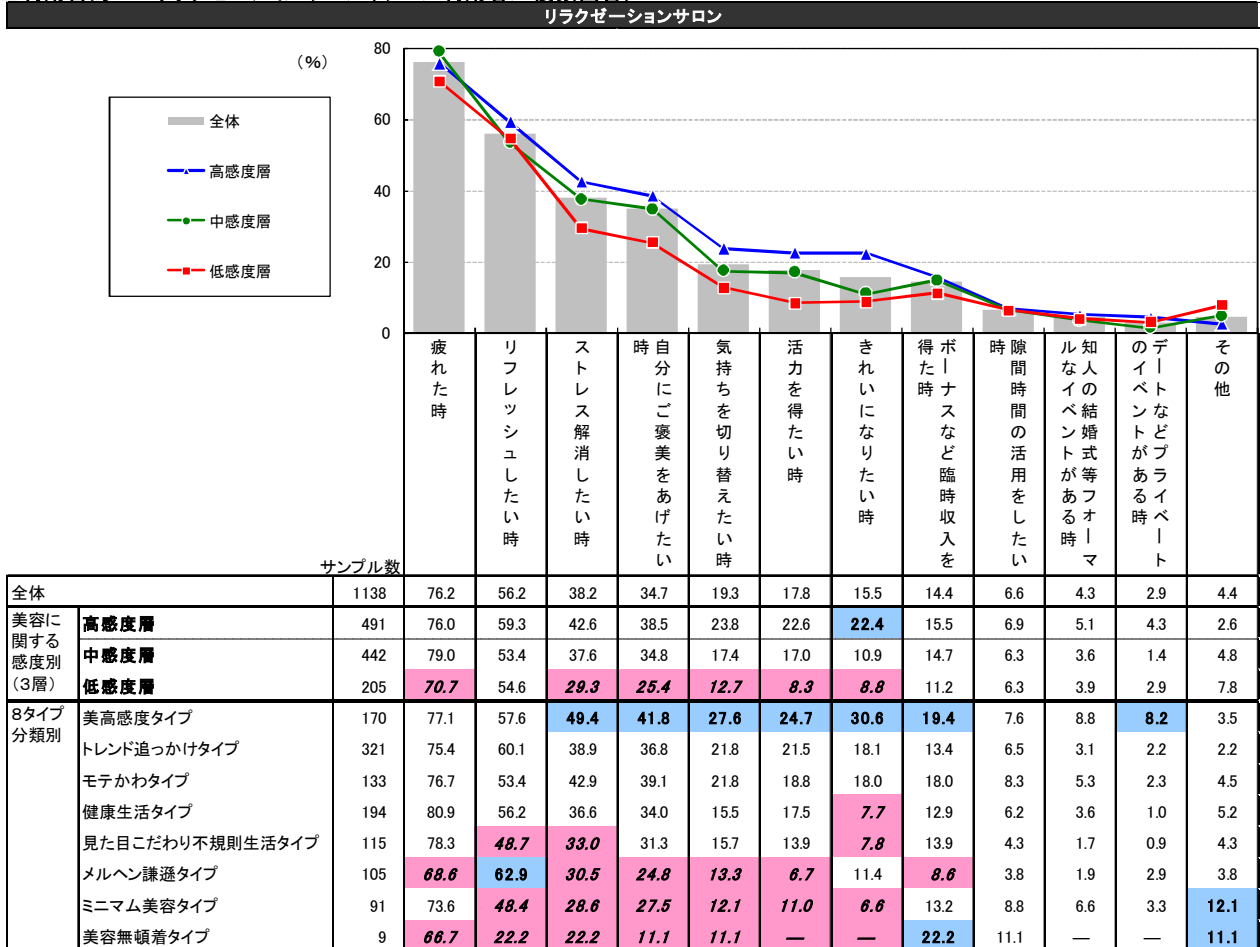 リラクゼーションサロン
(%)
80
60
40
20
0
全体
高感度層
中感度層
低感度層
疲れた時
リフレッシュしたい時
ストレス解消したい時
自分にご褒美をあげたい
時
気持ちを切り替えたい時
活力を得たい時
きれいになりたい時
ボーナスなど臨時収入を
得た時
隙間時間の活用をしたい
時
知人の結婚式等フォーマ
ルなイベントがある時
デートなどプライベート
のイベントがある時
その他
サンプル数
全体 1138 76.2 56.2 38.2 34.7 19.3 17.8 15.5 14.4 6.6 4.3 2.9 4.4
美容に
関する
感度別
(3層)
高感度層 491 76.0 59.3 42.6 38.5 23.8 22.6 22.4 15.5 6.9 5.1 4.3 2.6
中感度層 442 79.0 53.4 37.6 34.8 17.4 17.0 10.9 14.7 6.3 3.6 1.4 4.8
低感度層 205 70.7 54.6 29.3 25.4 12.7 8.3 8.8 11.2 6.3 3.9 2.9 7.8
8タイプ
分類別
美高感度タイプ 170 77.1 57.6 49.4 41.8 27.6 24.7 30.6 19.4 7.6 8.8 8.2 3.5
トレンド追っかけタイプ 321 75.4 60.1 38.9 36.8 21.8 21.5 18.1 13.4 6.5 3.1 2.2 2.2
モテかわタイプ 133 76.7 53.4 42.9 39.1 21.8 18.8 18.0 18.0 8.3 5.3 2.3 4.5
健康生活タイプ 194 80.9 56.2 36.6 34.0 15.5 17.5 7.7 12.9 6.2 3.6 1.0 5.2
見た目こだわり不規則生活タイプ 115 78.3 48.7 33.0 31.3 15.7 13.9 7.8 13.9 4.3 1.7 0.9 4.3
メルヘン謙遜タイプ 105 68.6 62.9 30.5 24.8 13.3 6.7 11.4 8.6 3.8 1.9 2.9 3.8
ミニマム美容タイプ 91 73.6 48.4 28.6 27.5 12.1 11.0 6.6 13.2 8.8 6.6 3.3 12.1
美容無頓着タイプ 9 66.7 22.2 22.2 11.1 11.1 — — 22.2 11.1 — — 11.1